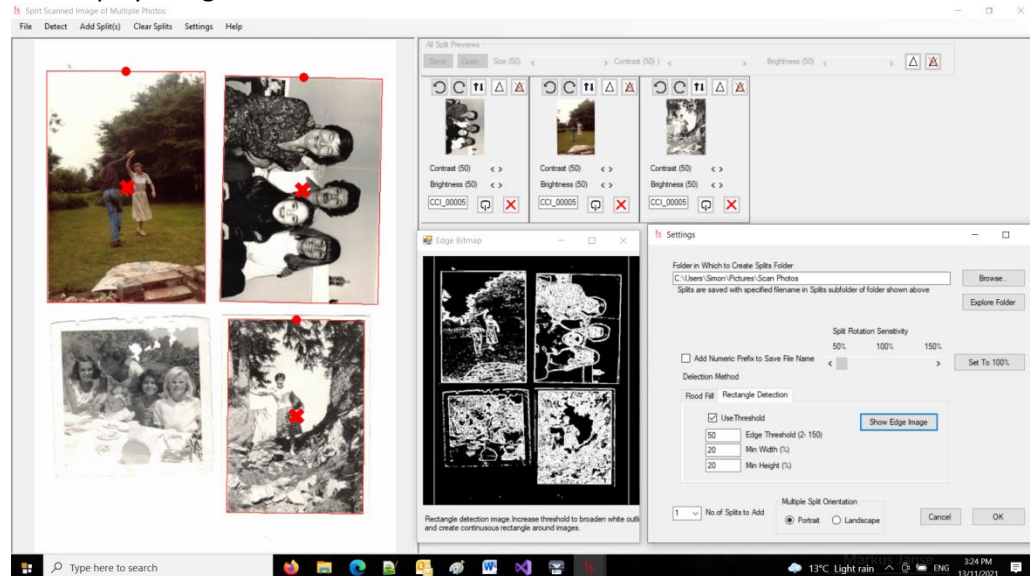 Split Scanned Image of Multiple Photos
File Detect Add Split(s) Clear Splits Settings Help
All Split Previews
Save Open.. Size (50) < > Contrast (50) ) < > Brightness (50) < >
Contrast (50) < > Contrast (50) < > Contrast (50) < >
Brightness (50) < > Brightness (50) < > Brightness (50) < >
CCI_00005 CCI_00005 CCI_00005
Edge Bitmap
Rectangle detection image.Increase threshold to broaden white outli
and create continuous rectangle around images.
ls Settings
Folder in Which to Create Splits Folder
C:\Users\Simon\Pictures\Scan Photos Browse..
Splits are saved with specified filename in Splits subfolder of folder shown above
Explore Folder
Split Rotation Sensitivity
50% 100% 150%
Add Numeric Prefix to Save File Name < > Set To 100%
Detection Method
Flood Fill Rectangle Detection
Use Threshold Show Edge Image
50 Edge Threshold (2- 150)
20 Min Width (%)
20 Min Height (%)
Multiple Split Orientation
1 No.of Splits to Add Portrait Landscape Cancel OK
Type here to search
13°C Light rain ENG 3:24 PM
13/11/2021